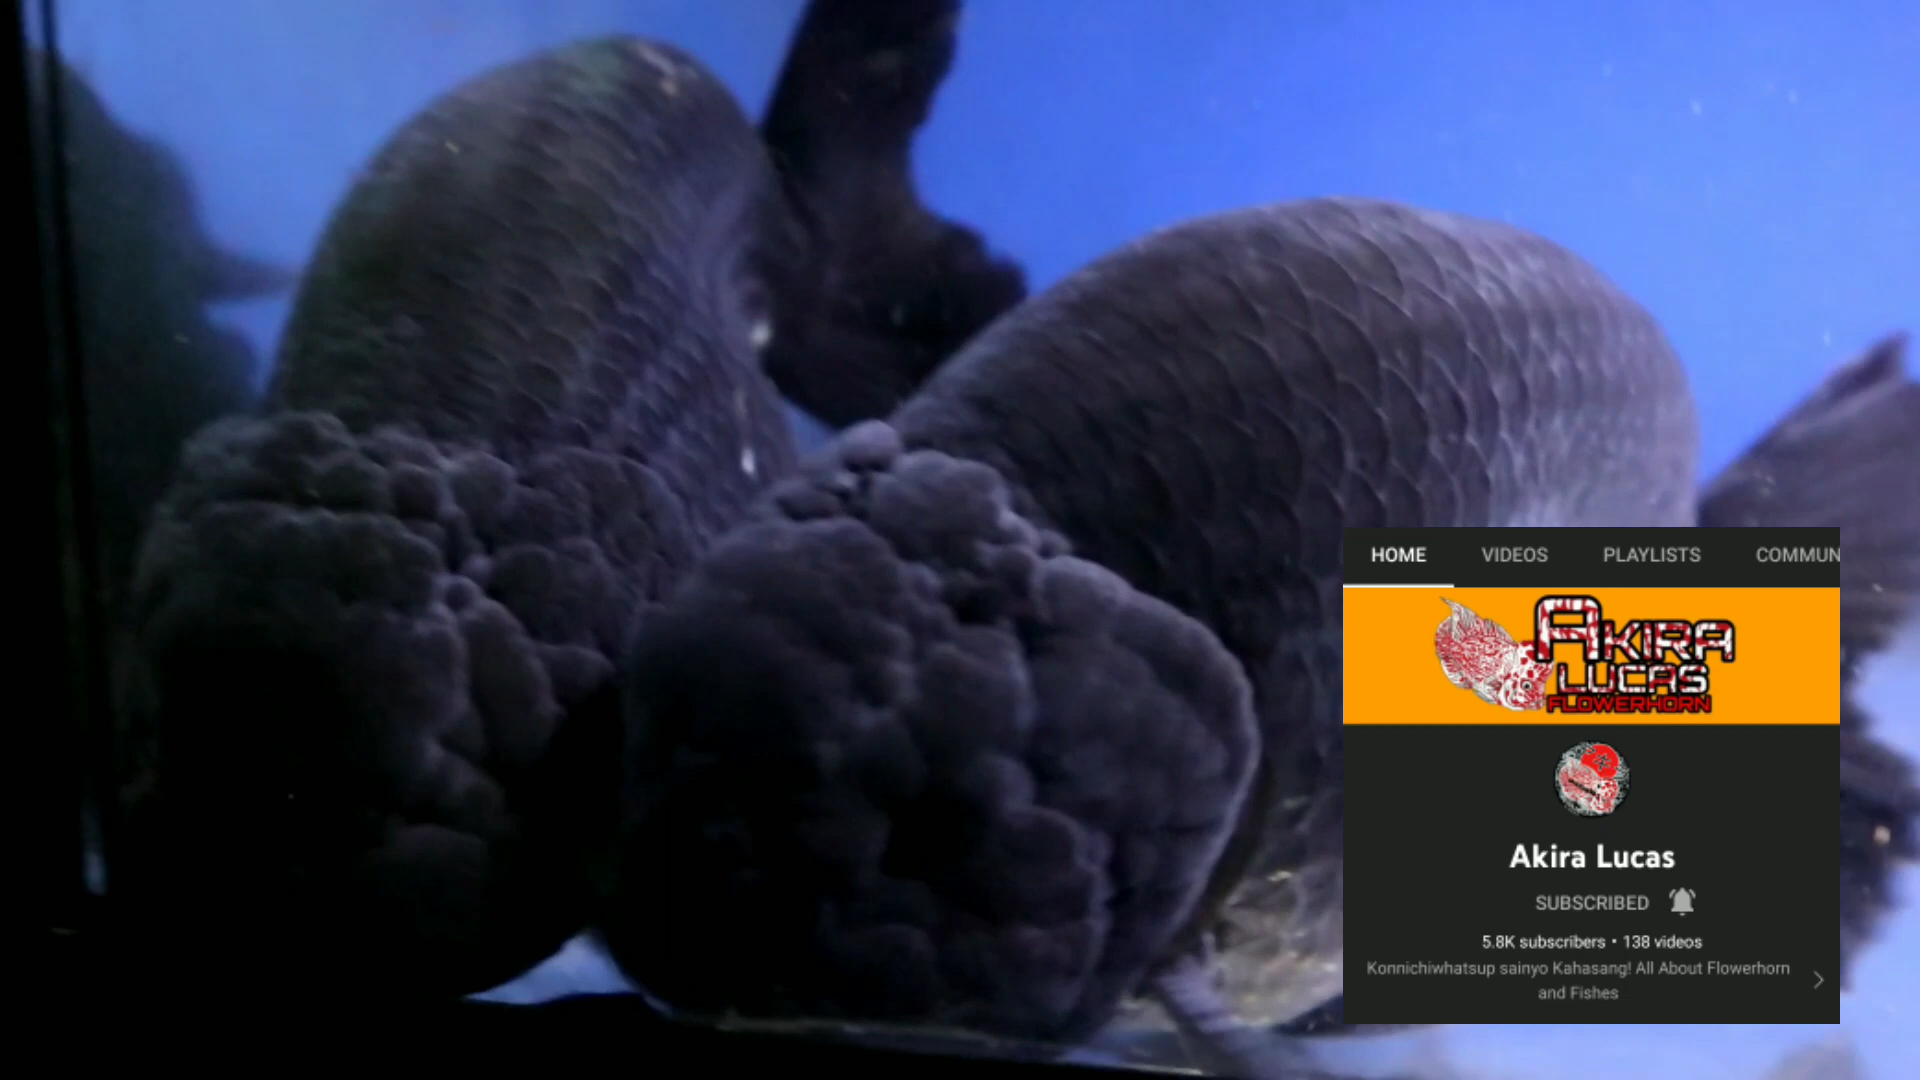 HOME VIDEOS PLAYLISTS COMMUN
AKIRA
LUCAS
FLOWERHORN
Akira Lucas
SUBSCRIBED
5.8K subscribers • 138 videos
Konnichiwhatsup sainyo Kahasang! All About Flowerhorn
and Fishes